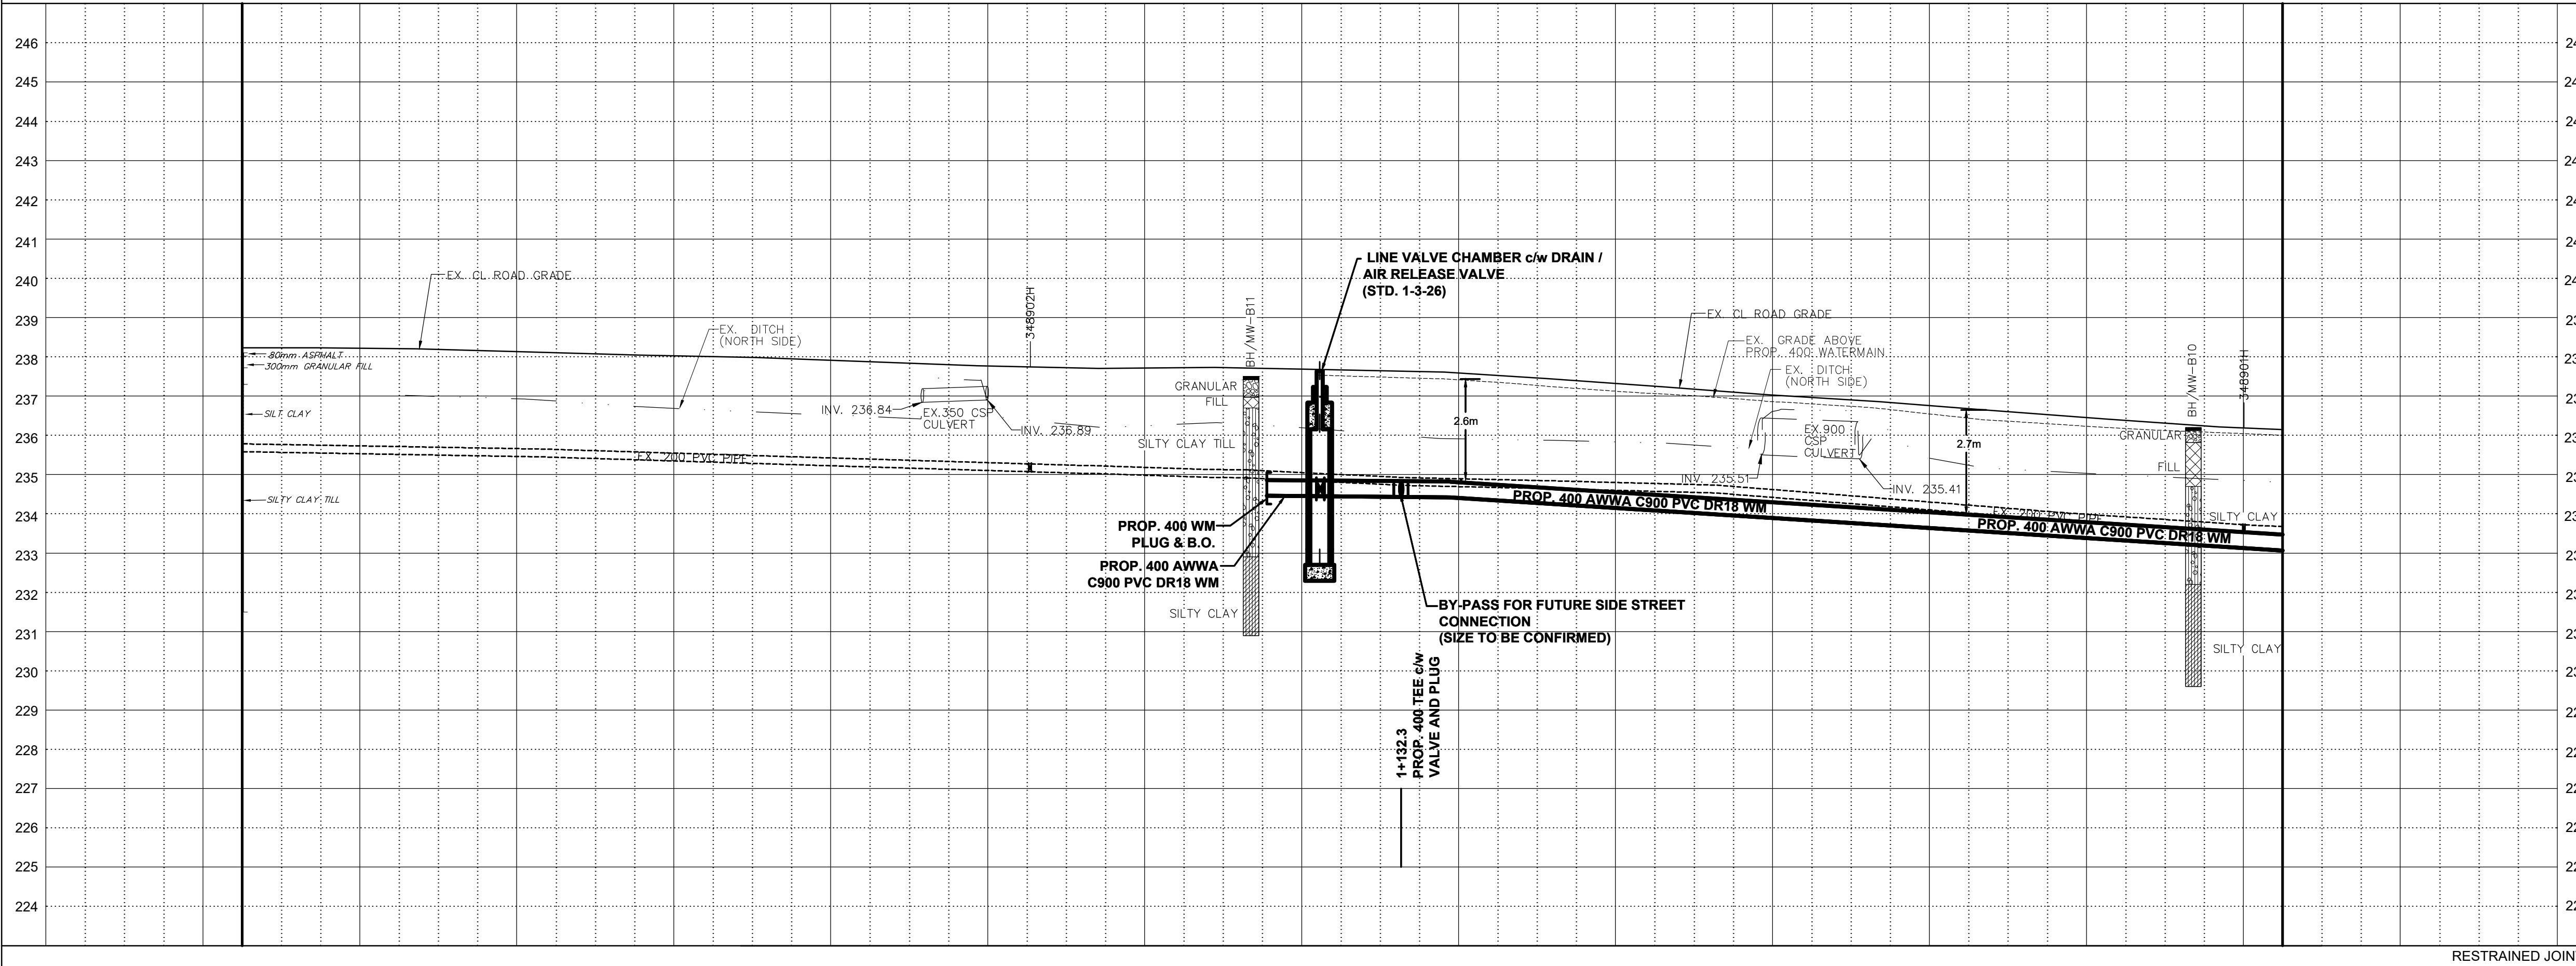 246
245
244
243
242
241
240
239
238
237
236
235
234
233
232
231
230
229
228
227
226
225
224
EX. CL ROAD GRADE
80mm ASPHALT
300mm GRANULAR FILL
SILT CLAY
SILTY CLAY TILL
EX. DITCH
(NORTH SIDE)
EX. 200 PVC PIPE
INV. 236.84
EX.350 CSP
CULVERT
INV. 236.89
348902H
BH/MW-B11
GRANULAR
FILL
SILTY CLAY TILL
SILTY CLAY
PROP. 400 WM
PLUG & B.O.
PROP. 400 AWWA
C900 PVC DR18 WM
LINE VALVE CHAMBER c/w DRAIN /
AIR RELEASE VALVE
(STD. 1-3-26)
2.6m
BY-PASS FOR FUTURE SIDE STREET
CONNECTION
(SIZE TO BE CONFIRMED)
1+132.3
PROP. 400 TEE c/w
VALVE AND PLUG
PROP. 400 AWWA C900 PVC DR18 WM
EX. CL ROAD GRADE
EX. GRADE ABOVE
PROP. 400 WATERMAIN
EX. DITCH
(NORTH SIDE)
EX.900
CSP
CULVERT
INV. 235.51
INV. 235.41
2.7m
EX. 200 PVC PIPE
PROP. 400 AWWA C900 PVC DR18 WM
BH/MW-B10
348901H
GRANULAR
FILL
SILTY CLAY
SILTY CLAY
RESTRAINED JOIN